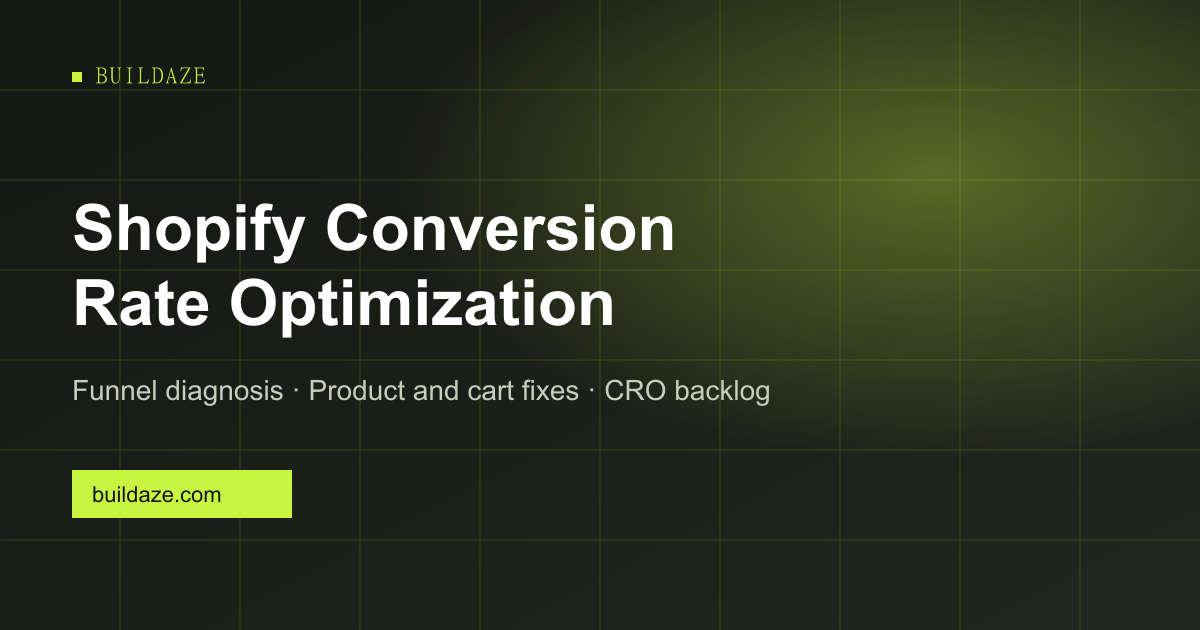 BUILDAZE
Shopify Conversion
Rate Optimization
Funnel diagnosis · Product and cart fixes · CRO backlog
buildaze.com